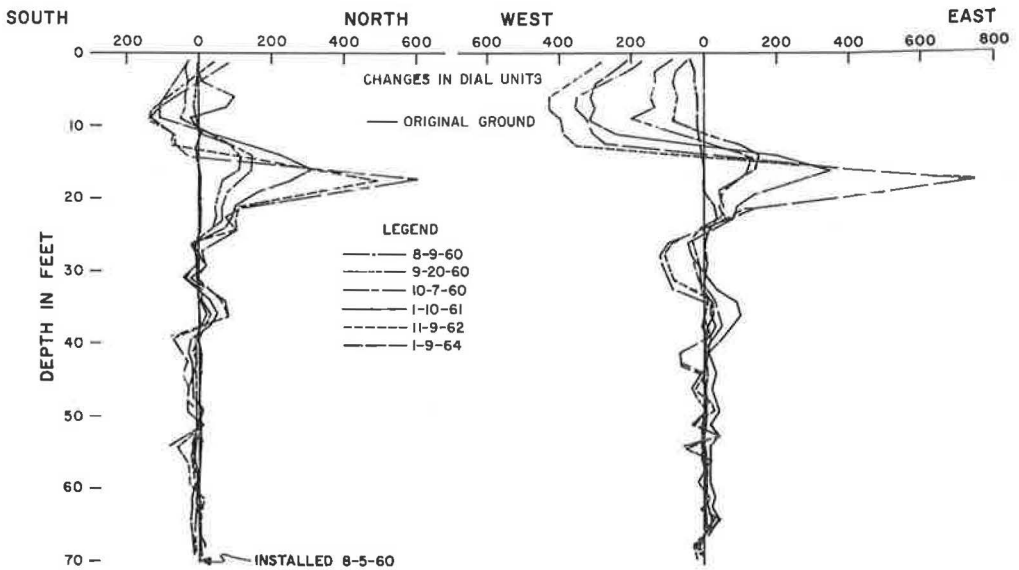 SOUTH NORTH WEST EAST
200 0 200 400 600 600 400 200 0 200 400 600 800
0
CHANGES IN DIAL UNIT3
10
ORIGINAL GROUND
20
LEGEND
8-9-60
9-20-60
30
10-7-60
1-10-61
11-9-62
40
1-9-64
DEPTH IN FEET
50
60
70
INSTALLED 8-5-60